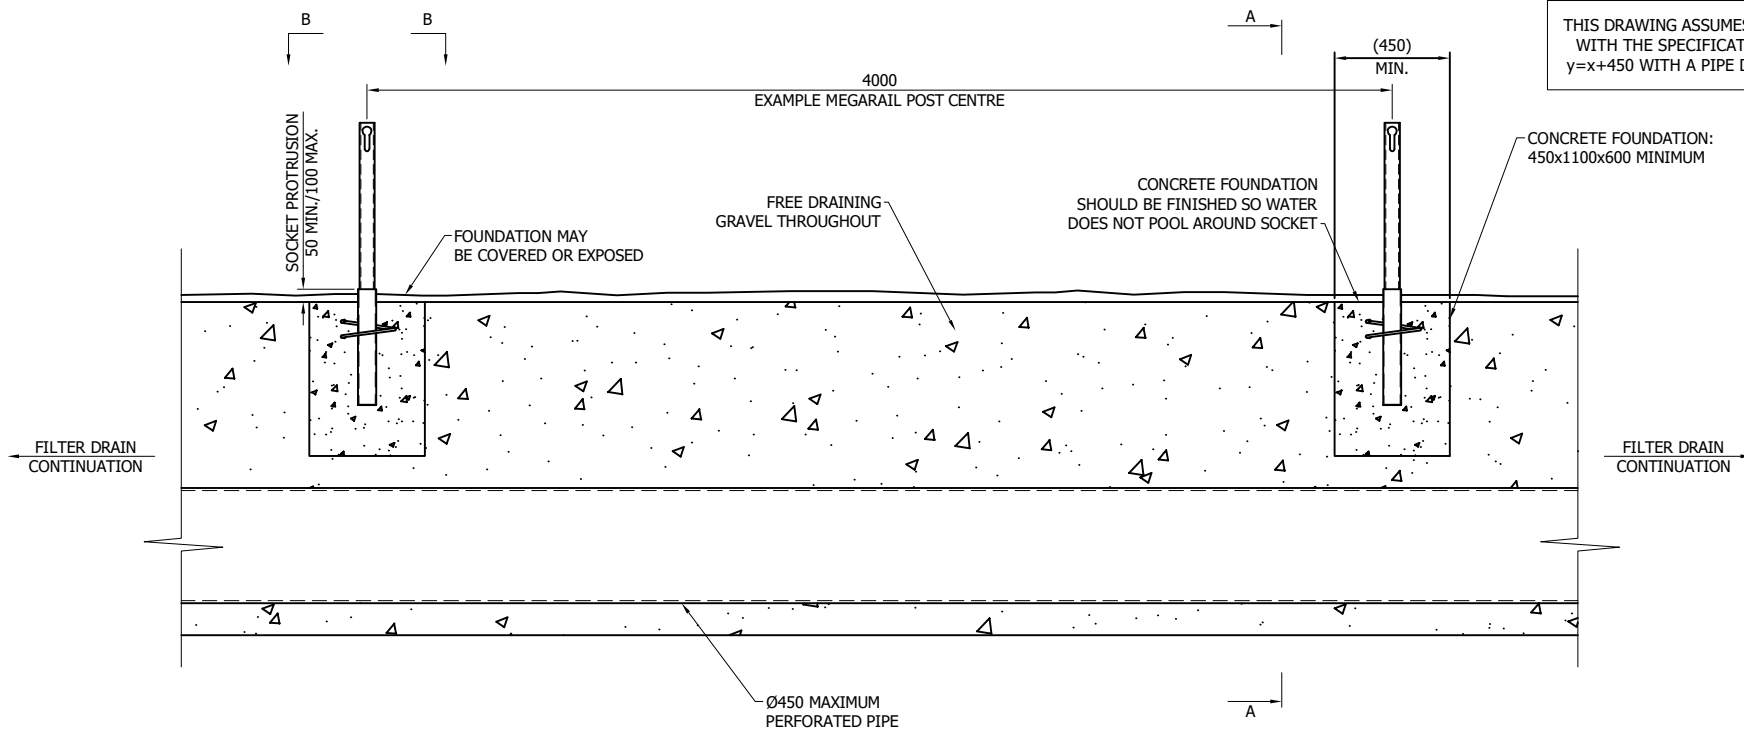 B
B
A
THIS DRAWING ASSUMES
WITH THE SPECIFICAT
y=x+450 WITH A PIPE D
(450)
MIN.
4000
EXAMPLE MEGARAIL POST CENTRE
SOCKET PROTRUSION
50 MIN./100 MAX.
CONCRETE FOUNDATION:
450x1100x600 MINIMUM
CONCRETE FOUNDATION
SHOULD BE FINISHED SO WATER
DOES NOT POOL AROUND SOCKET
FREE DRAINING
GRAVEL THROUGHOUT
FOUNDATION MAY
BE COVERED OR EXPOSED
FILTER DRAIN
CONTINUATION
FILTER DRAIN
CONTINUATION
Ø450 MAXIMUM
PERFORATED PIPE
A